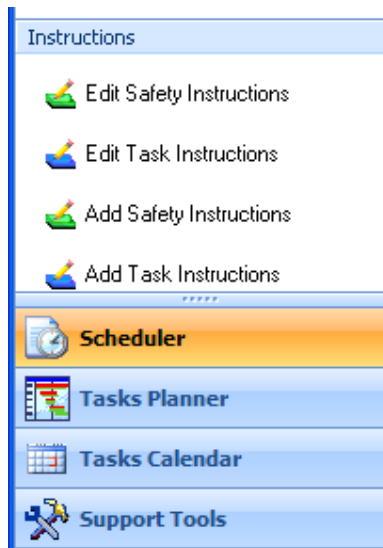 Instructions
Edit Safety Instructions
Edit Task Instructions
Add Safety Instructions
Add Task Instructions
Scheduler
Tasks Planner
Tasks Calendar
Support Tools